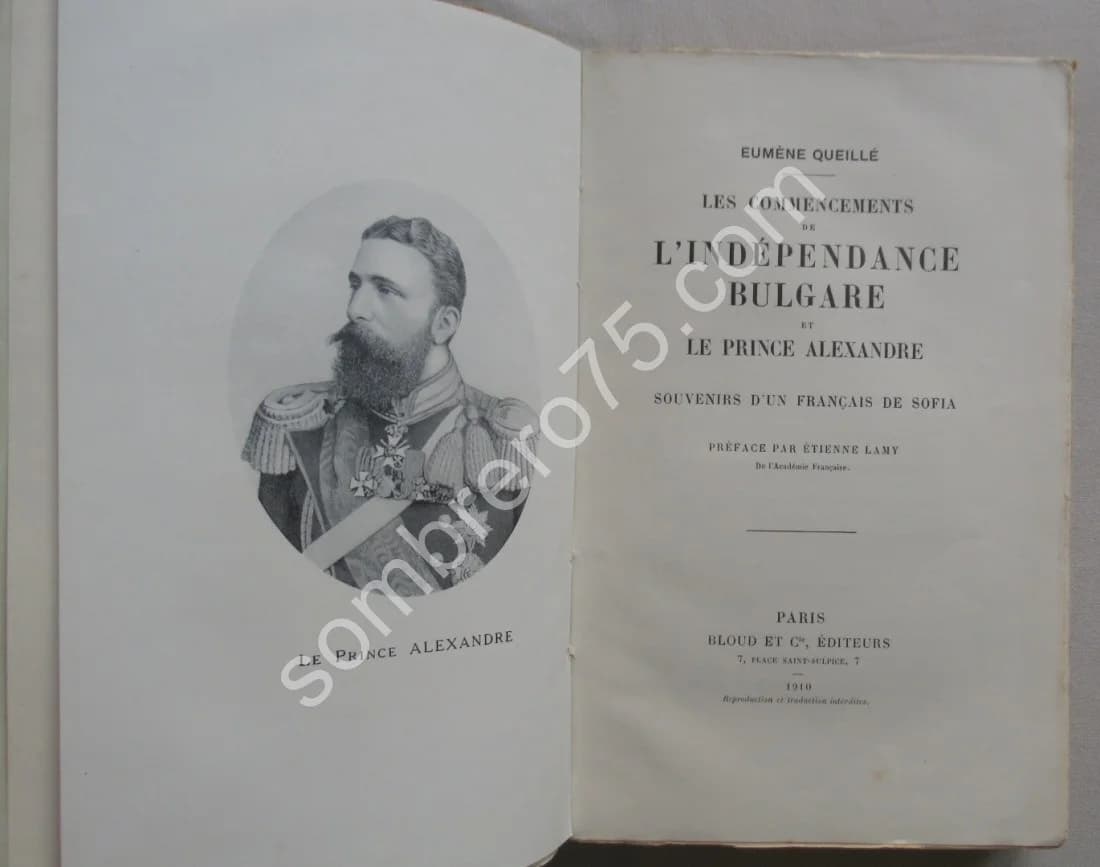 LE PRINCE ALEXANDRE
EUMÈNE QUEILLÉ
LES COMMENCEMENTS
DE
L'INDÉPENDANCE
BULGARE
ET
LE PRINCE ALEXANDRE
SOUVENIRS D'UN FRANÇAIS DE SOFIA
PRÉFACE PAR ÉTIENNE LAMY
De l'Académie Française.
PARIS
BLOUD ET Cie, ÉDITEURS
7, PLACE SAINT-SULPICE, 7
1910
Reproduction et traduction interdites.
sombrero75.com